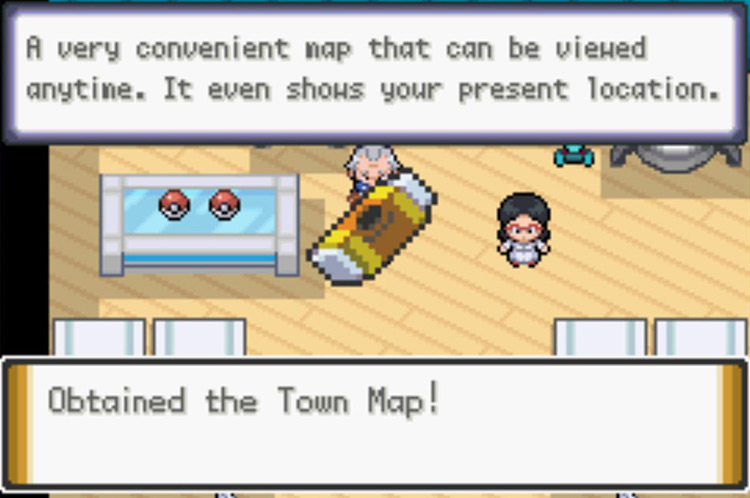 A very convenient map that can be viewed
anytime. It even shows your present location.
Obtained the Town Map!